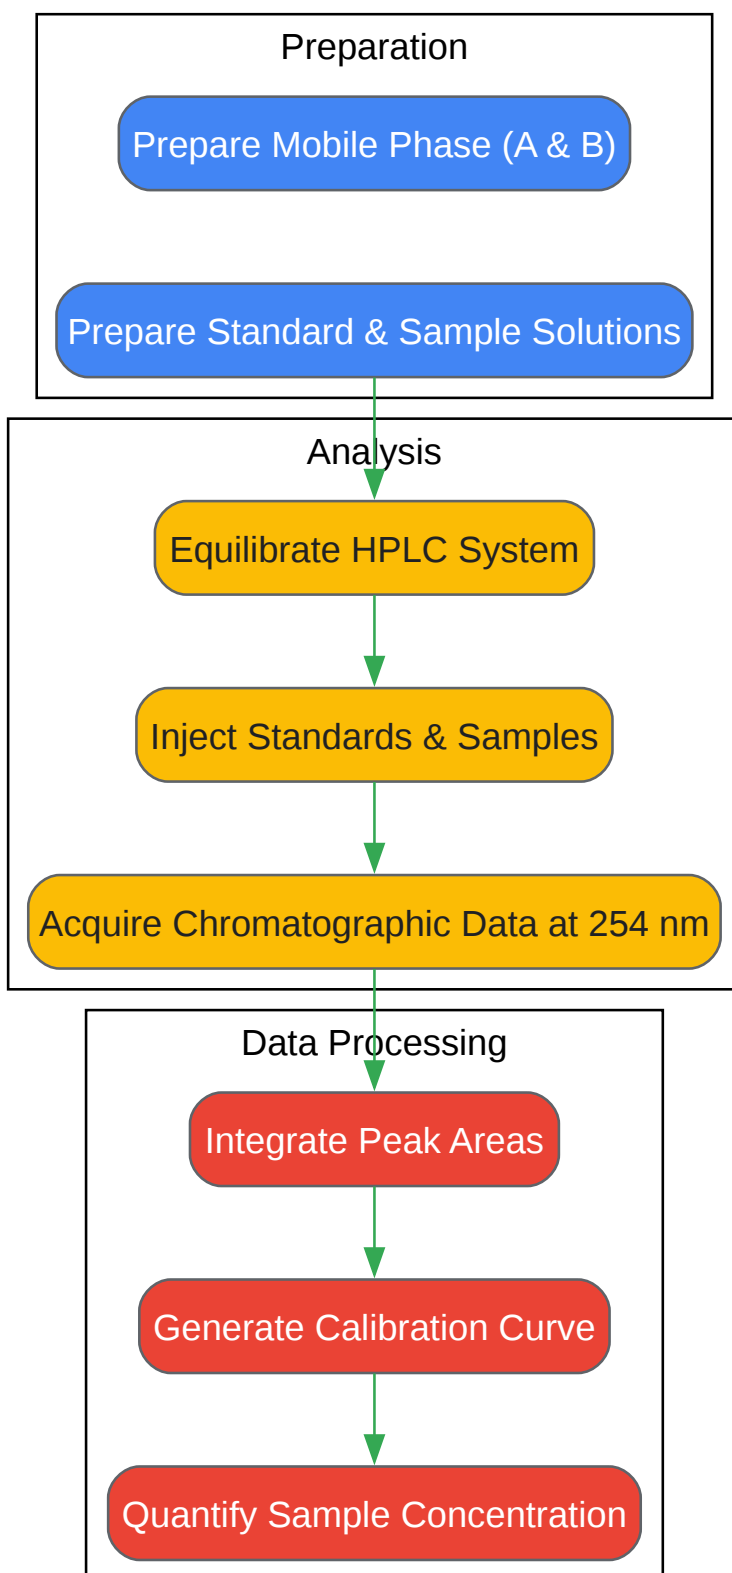 Preparation
Prepare Mobile Phase (A & B)
Prepare Standard & Sample Solutions
Analysis
Equilibrate HPLC System
Inject Standards & Samples
Acquire Chromatographic Data at 254 nm
Data Processing
Integrate Peak Areas
Generate Calibration Curve
Quantify Sample Concentration